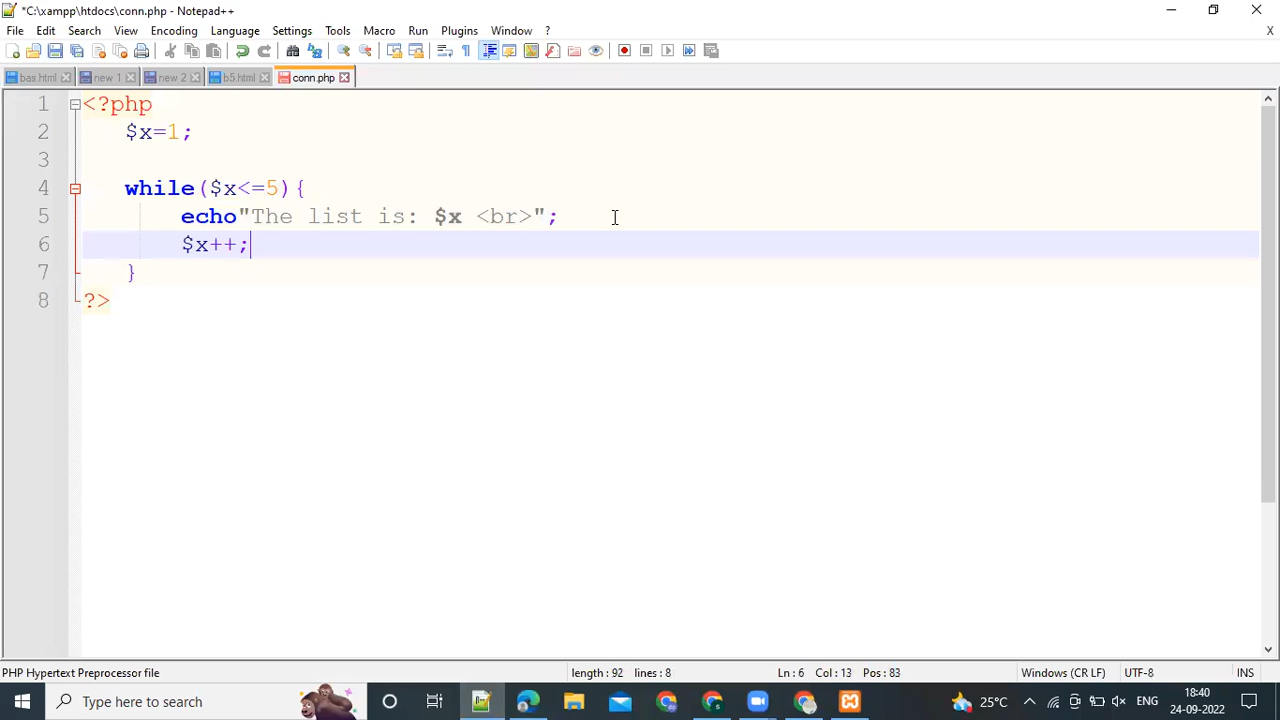 *C:\xampp\htdocs\conn.php - Notepad++
File Edit Search View Encoding Language Settings Tools Macro Run Plugins Window ? X
bas.html new 1 new 2 b5.html conn.php
1 <?php
2 $x=1;
3
4 while($x<=5){
5 echo"The list is: $x <br>";
6 $x++;
7 }
8 ?>
PHP Hypertext Preprocessor file length : 92 lines : 8 Ln : 6 Col : 13 Pos : 83 Windows (CR LF) UTF-8 INS
Type here to search 25°C ENG 18:40
24-09-2022